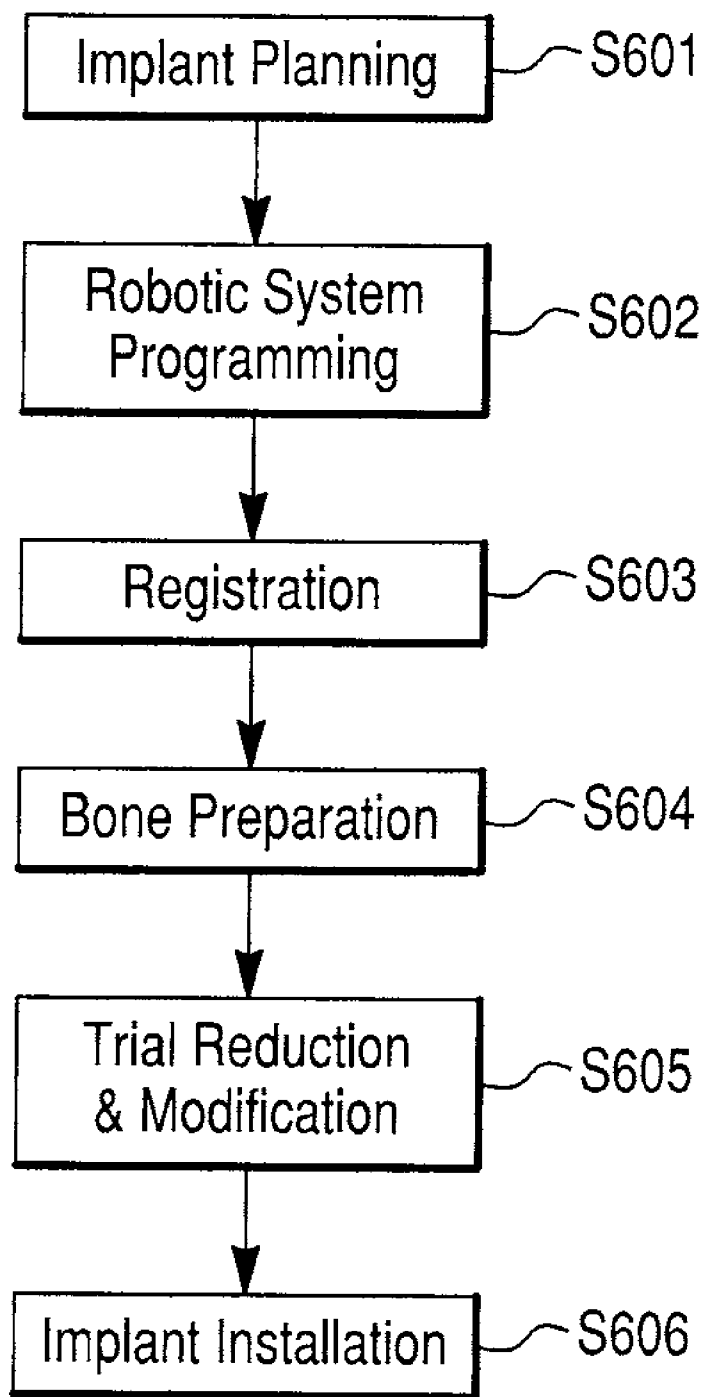 Implant Planning
S601
Robotic System
Programming
S602
Registration
S603
Bone Preparation
S604
Trial Reduction
& Modification
S605
Implant Installation
S606